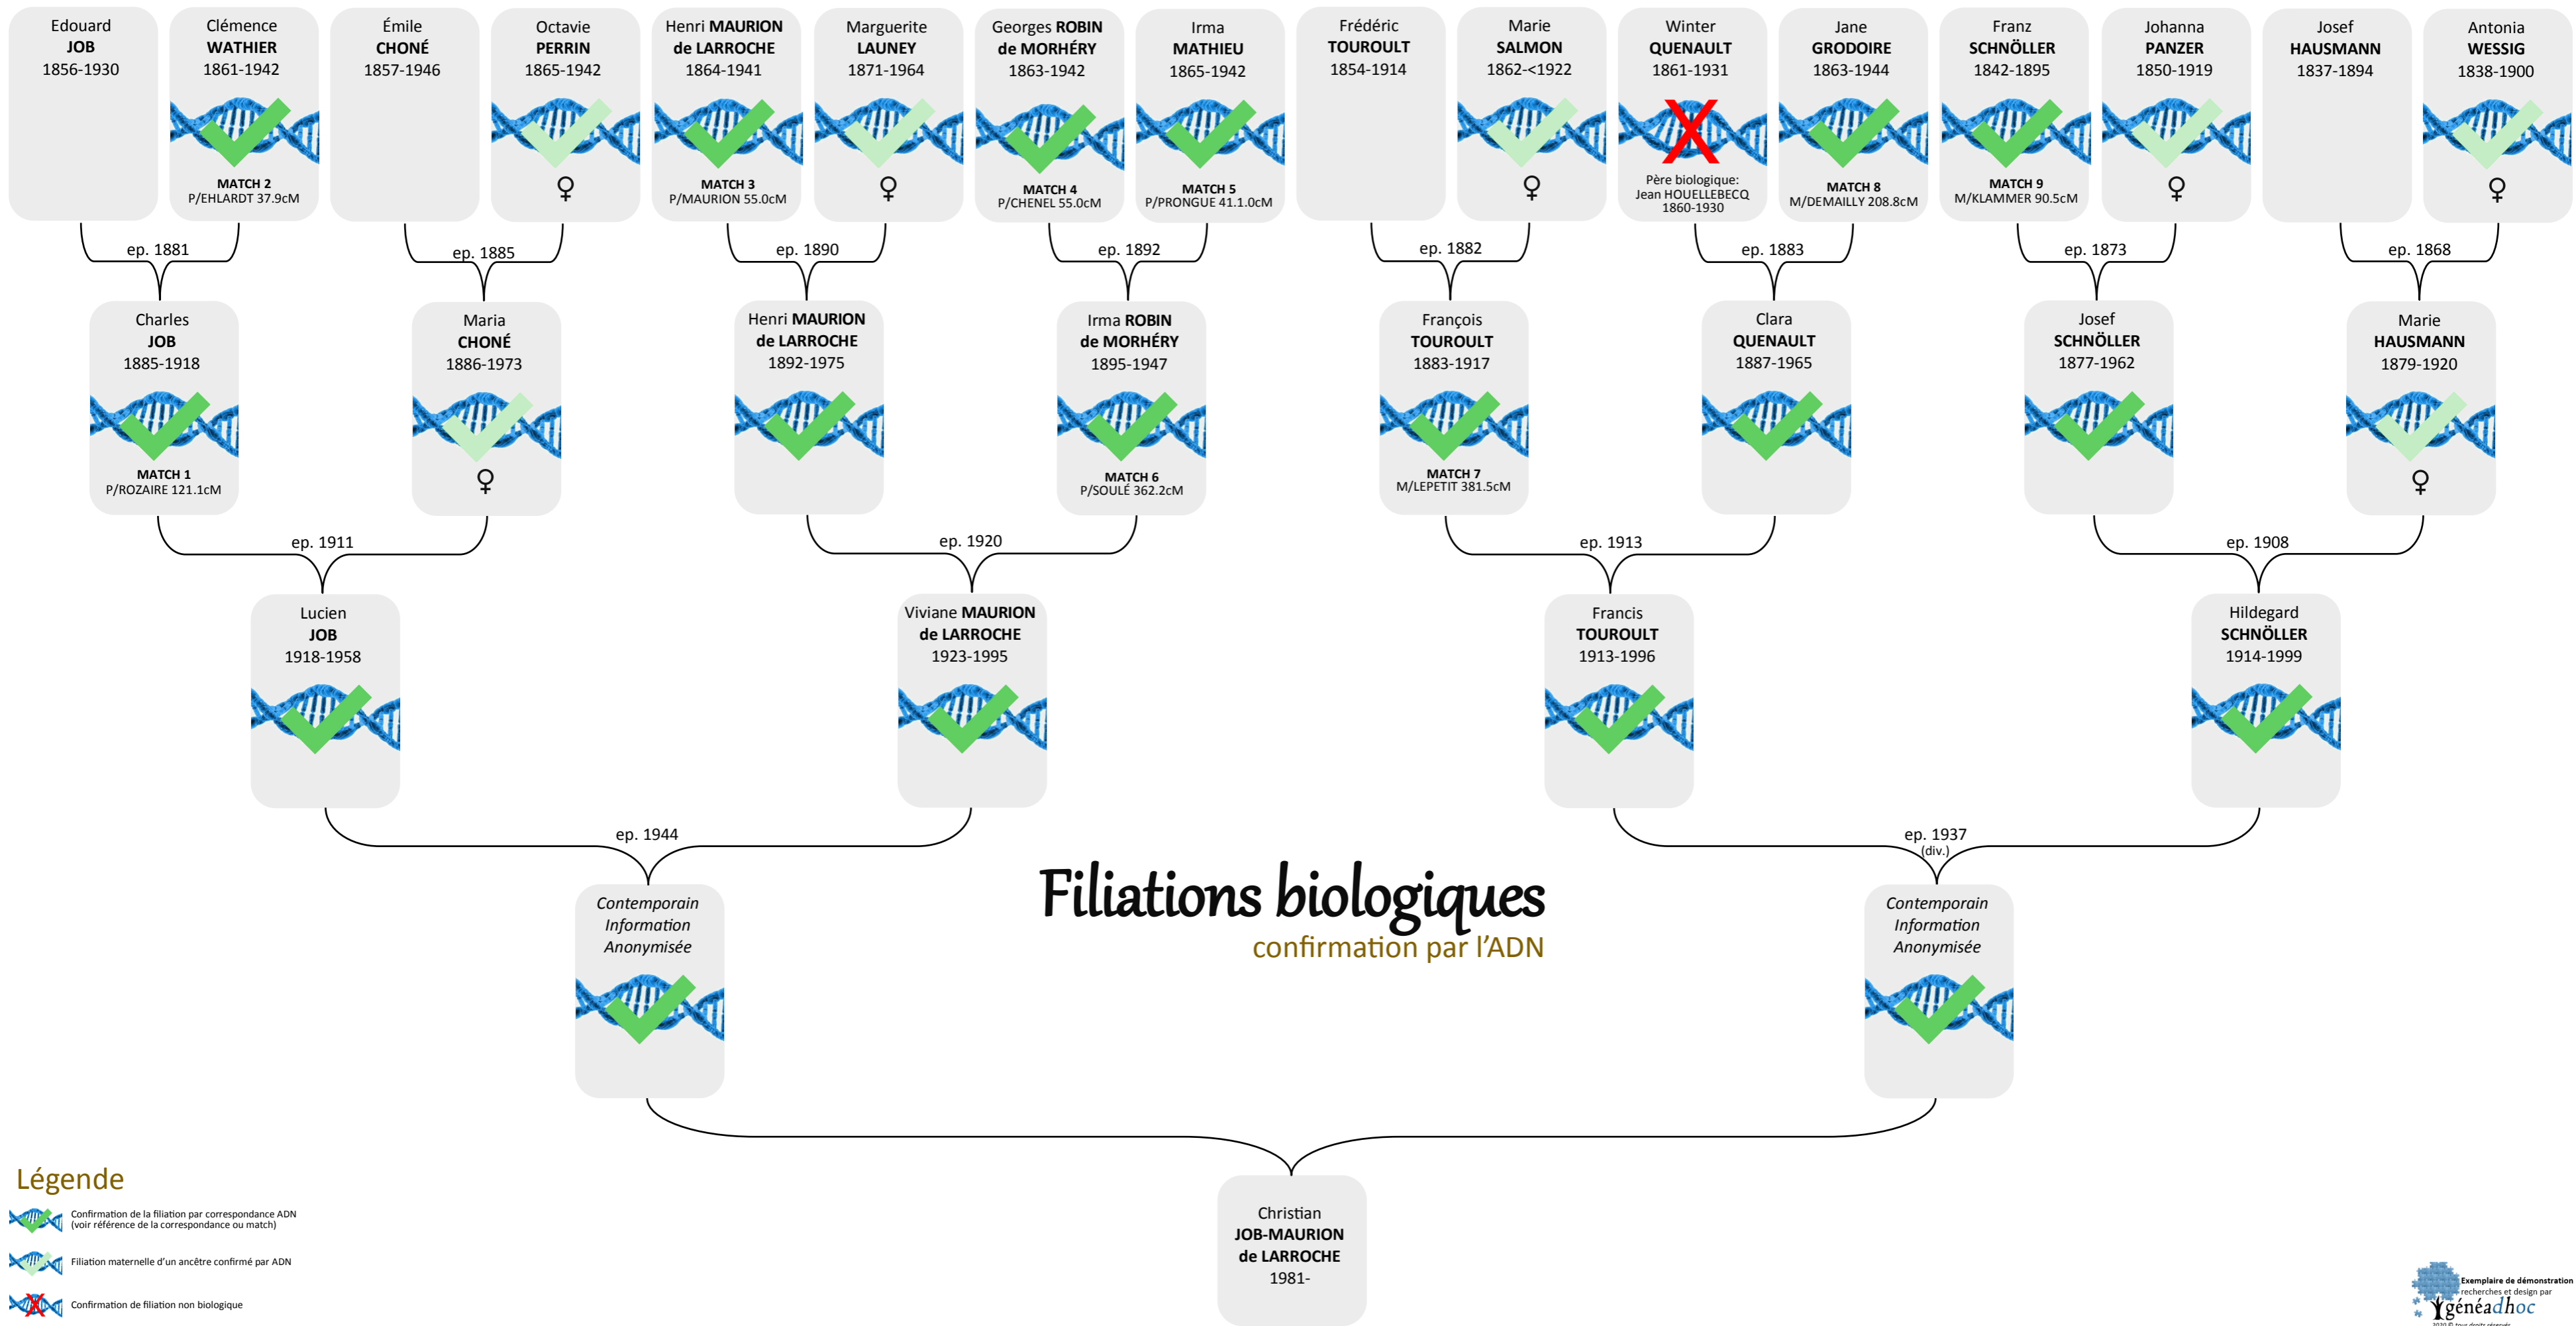 Edouard
JOB
1856-1930
Clémence
WATHIER
1861-1942
MATCH 2
P/EHLARDT 37.9cM
Émile
CHONÉ
1857-1946
Octavie
PERRIN
1865-1942
♀
Henri MAURION
de LARROCHE
1864-1941
MATCH 3
P/MAURION 55.0cM
Marguerite
LAUNEY
1871-1964
♀
Georges ROBIN
de MORHÉRY
1863-1942
MATCH 4
P/CHENEL 55.0cM
Irma
MATHIEU
1865-1942
MATCH 5
P/PRONGUE 41.1.0cM
Frédéric
TOUROULT
1854-1914
Marie
SALMON
1862-<1922
♀
Winter
QUENAULT
1861-1931
Père biologique:
Jean HOUELLEBECQ
1860-1930
Jane
GRODOIRE
1863-1944
MATCH 8
M/DEMAILLY 208.8cM
Franz
SCHNÖLLER
1842-1895
MATCH 9
M/KLAMMER 90.5cM
Johanna
PANZER
1850-1919
♀
Josef
HAUSMANN
1837-1894
Antonia
WESSIG
1838-1900
♀
ep. 1881
ep. 1885
ep. 1890
ep. 1892
ep. 1882
ep. 1883
ep. 1873
ep. 1868
Charles
JOB
1885-1918
MATCH 1
P/ROZAIRE 121.1cM
Maria
CHONÉ
1886-1973
♀
Henri MAURION
de LARROCHE
1892-1975
Irma ROBIN
de MORHÉRY
1895-1947
MATCH 6
P/SOULÉ 362.2cM
François
TOUROULT
1883-1917
MATCH 7
M/LEPETIT 381.5cM
Clara
QUENAULT
1887-1965
Josef
SCHNÖLLER
1877-1962
Marie
HAUSMANN
1879-1920
♀
ep. 1911
ep. 1920
ep. 1913
ep. 1908
Lucien
JOB
1918-1958
Viviane MAURION
de LARROCHE
1923-1995
Francis
TOUROULT
1913-1996
Hildegard
SCHNÖLLER
1914-1999
ep. 1944
ep. 1937
(div.)
Filiations biologiques
confirmation par l'ADN
Contemporain
Information
Anonymisée
Contemporain
Information
Anonymisée
Christian
JOB-MAURION
de LARROCHE
1981-
Légende
Confirmation de la filiation par correspondance ADN
(voir référence de la correspondance ou match)
Filiation maternelle d'un ancêtre confirmé par ADN
Confirmation de filiation non biologique
Exemplaire de démonstration
recherches et design par
généadhoc
2020 © tous droits réservés